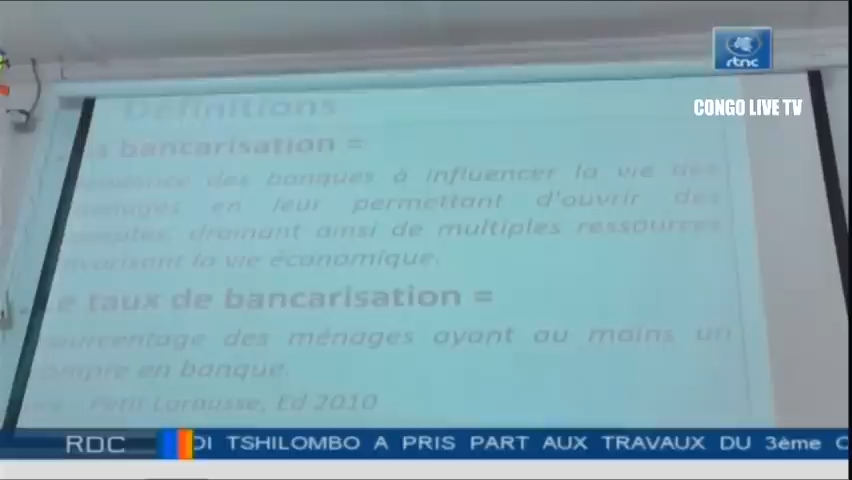 rtnc
CONGO LIVE TV
Définitions
La bancarisation =
tendance des banques à influencer la vie des
ménages en leur permettant d'ouvrir des
comptes, drainant ainsi de multiples ressources
favorisant la vie économique.
Le taux de bancarisation =
pourcentage des ménages ayant au moins un
compte en banque.
Petit Larousse, Ed 2010
RDC
DI TSHILOMBO A PRIS PART AUX TRAVAUX DU 3ème